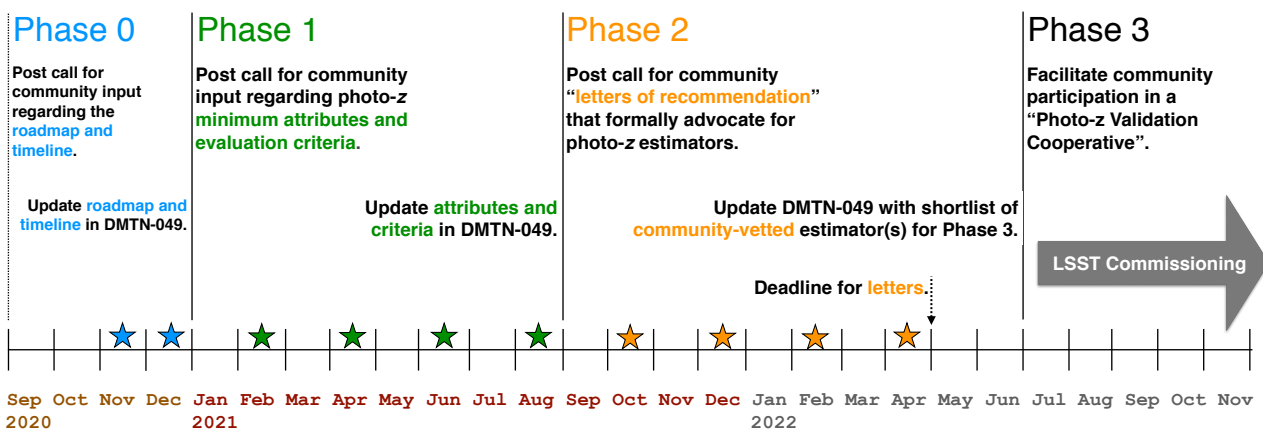 Phase 0
Post call for
community input
regarding the
roadmap and
timeline.
Update roadmap and
timeline in DMTN-049.
Phase 1
Post call for community
input regarding photo-z
minimum attributes and
evaluation criteria.
Update attributes and
criteria in DMTN-049.
Phase 2
Post call for community
“letters of recommendation”
that formally advocate for
photo-z estimators.
Update DMTN-049 with shortlist of
community-vetted estimator(s) for Phase 3.
Deadline for letters.
Phase 3
Facilitate community
participation in a
“Photo-z Validation
Cooperative”.
LSST Commissioning
Sep Oct Nov Dec Jan Feb Mar Apr May Jun Jul Aug Sep Oct Nov Dec Jan Feb Mar Apr May Jun Jul Aug Sep Oct Nov
2020 2021 2022